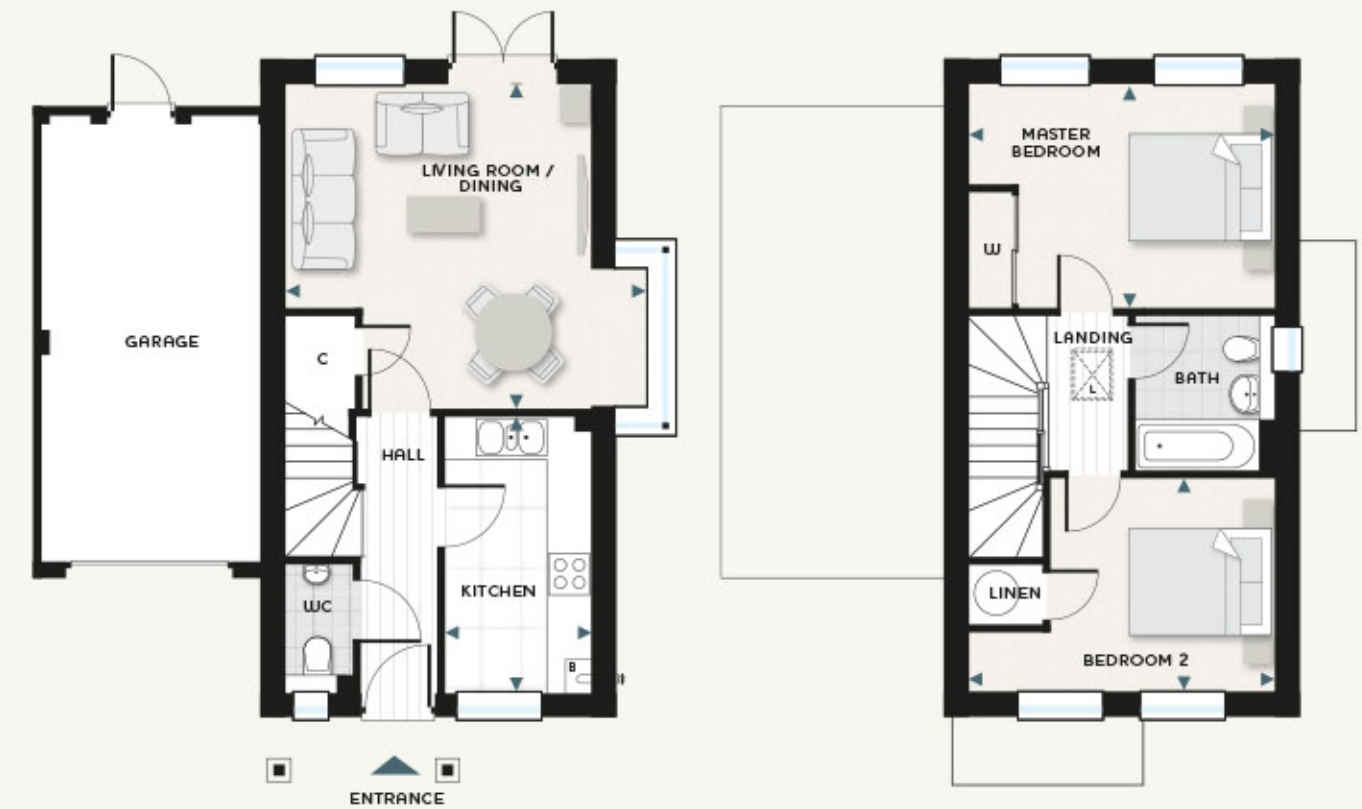 LIVING ROOM /
DINING
GARAGE
C
HALL
KITCHEN
WC
B
ENTRANCE
MASTER
BEDROOM
W
LANDING
L
BATH
LINEN
BEDROOM 2